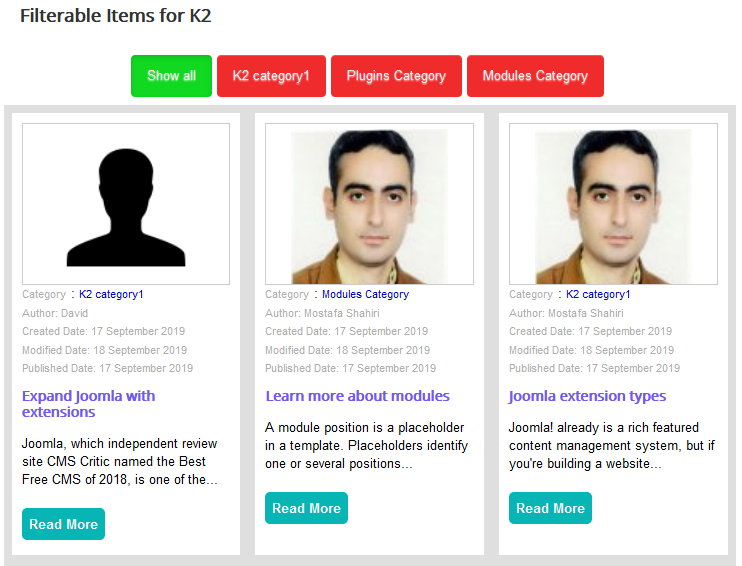 Filterable Items for K2
Show all
K2 category1
Plugins Category
Modules Category
Category : K2 category1
Author: David
Created Date: 17 September 2019
Modified Date: 18 September 2019
Published Date: 17 September 2019
Expand Joomla with
extensions
Joomla, which independent review
site CMS Critic named the Best
Free CMS of 2018, is one of the...
Read More
Category : Modules Category
Author: Mostafa Shahiri
Created Date: 17 September 2019
Modified Date: 18 September 2019
Published Date: 17 September 2019
Learn more about modules
A module position is a placeholder
in a template. Placeholders identify
one or several positions...
Read More
Category : K2 category1
Author: Mostafa Shahiri
Created Date: 17 September 2019
Modified Date: 18 September 2019
Published Date: 17 September 2019
Joomla extension types
Joomla! already is a rich featured
content management system, but if
you're building a website...
Read More